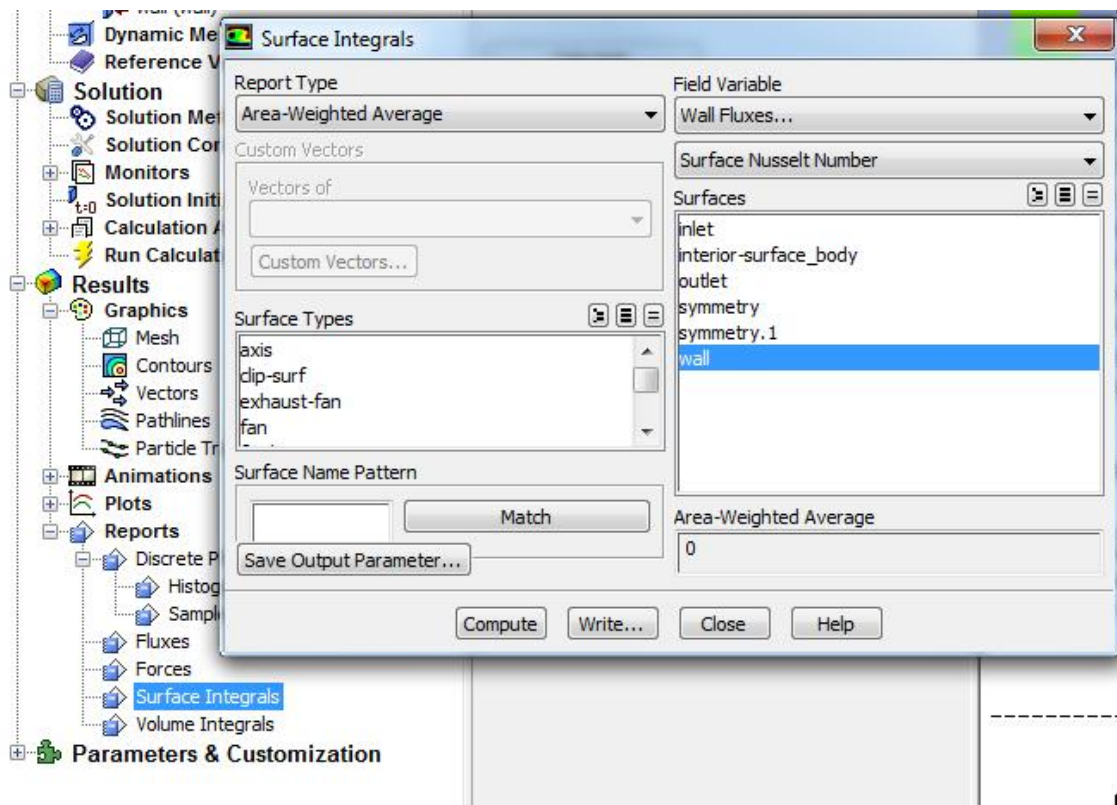 Dynamic Me
Reference V
Solution
Solution Met
Solution Con
Monitors
t=0 Solution Initi
Calculation A
Run Calculat
Results
Graphics
Mesh
Contours
Vectors
Pathlines
Particle Tr
Animations
Plots
Reports
Discrete P
Histog
Sampl
Fluxes
Forces
Surface Integrals
Volume Integrals
Parameters & Customization
Surface Integrals
X
Report Type
Area-Weighted Average
Custom Vectors
Vectors of
Custom Vectors...
Surface Types
axis
clip-surf
exhaust-fan
fan
Surface Name Pattern
Match
Save Output Parameter...
Field Variable
Wall Fluxes...
Surface Nusselt Number
Surfaces
inlet
interior-surface_body
outlet
symmetry
symmetry.1
wall
Area-Weighted Average
0
Compute Write... Close Help